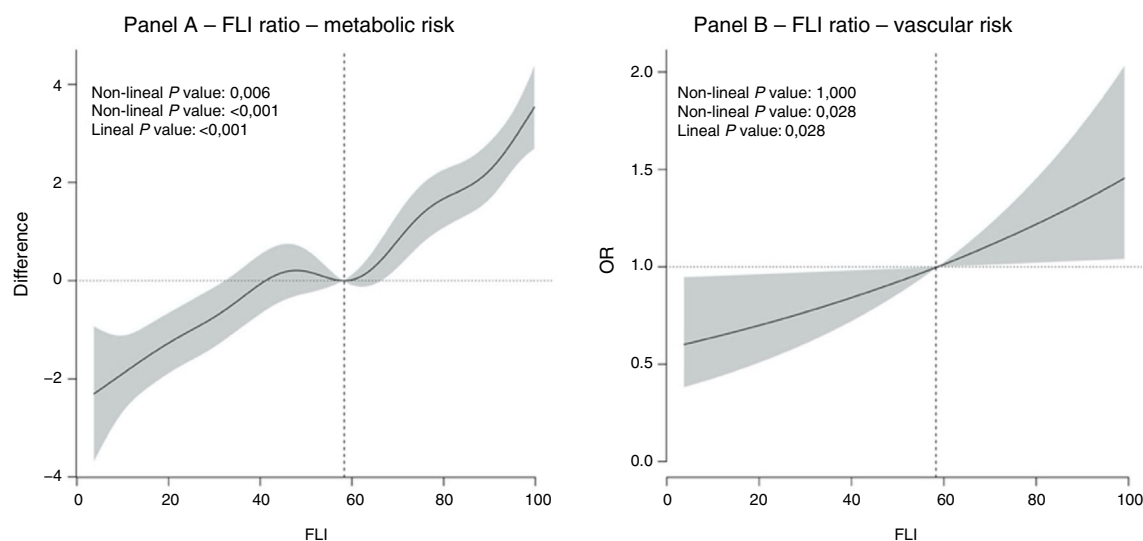 Panel A – FLI ratio – metabolic risk
Non-lineal P value: 0,006
Non-lineal P value: <0,001
Lineal P value: <0,001
Difference
4
2
0
−2
−4
0 20 40 60 80 100
FLI
Panel B – FLI ratio – vascular risk
Non-lineal P value: 1,000
Non-lineal P value: 0,028
Lineal P value: 0,028
OR
2.0
1.5
1.0
0.5
0.0
0 20 40 60 80 100
FLI